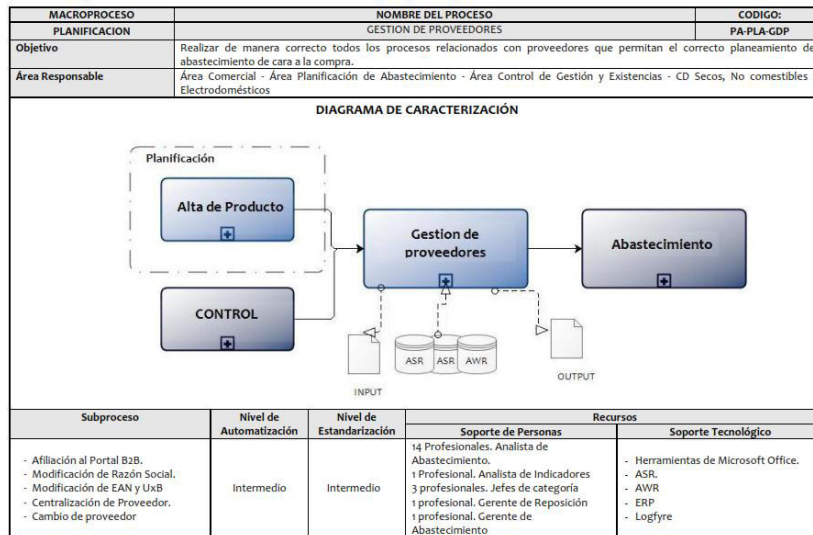 MACROPROCESO NOMBRE DEL PROCESO CODIGO:
PLANIFICACION GESTION DE PROVEEDORES PA-PLA-GDP
Objetivo Realizar de manera correcto todos los procesos relacionados con proveedores que permitan el correcto planeamiento de
abastecimiento de cara a la compra.
Área Responsable Área Comercial - Área Planificación de Abastecimiento - Área Control de Gestión y Existencias - CD Secos, No comestibles
Electrodomésticos
DIAGRAMA DE CARACTERIZACIÓN
Planificación
Alta de Producto
Gestion de
proveedores
Abastecimiento
CONTROL
ASR ASR AWR
INPUT
OUTPUT
Subproceso
Nivel de
Automatización
Nivel de
Estandarización
Recursos
Soporte de Personas
Soporte Tecnológico
- Afiliación al Portal B2B.
- Modificación de Razón Social.
- Modificación de EAN y UxB
- Centralización de Proveedor.
- Cambio de proveedor
Intermedio
Intermedio
14 Profesionales. Analista de
Abastecimiento.
1 Profesional. Analista de Indicadores
3 profesionales. Jefes de categoría
1 profesional. Gerente de Reposición
1 profesional. Gerente de
Abastecimiento
- Herramientas de Microsoft Office.
- ASR.
- AWR
- ERP
- Logfyre